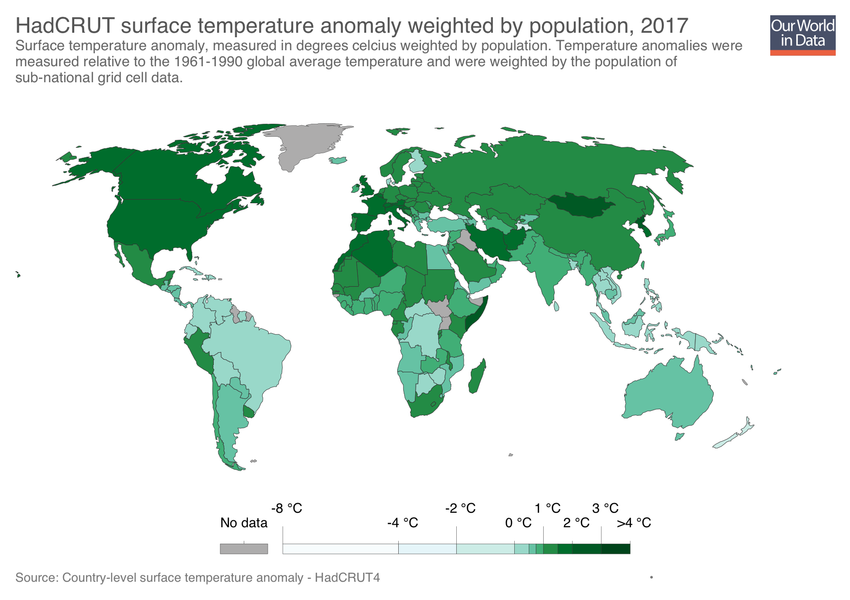 HadCRUT surface temperature anomaly weighted by population, 2017
Surface temperature anomaly, measured in degrees celcius weighted by population. Temperature anomalies were
measured relative to the 1961-1990 global average temperature and were weighted by the population of
sub-national grid cell data.
Our World
in Data
-8 °C
-2 °C
1 °C
3 °C
No data
-4 °C
0 °C
2 °C
>4 °C
Source: Country-level surface temperature anomaly - HadCRUT4